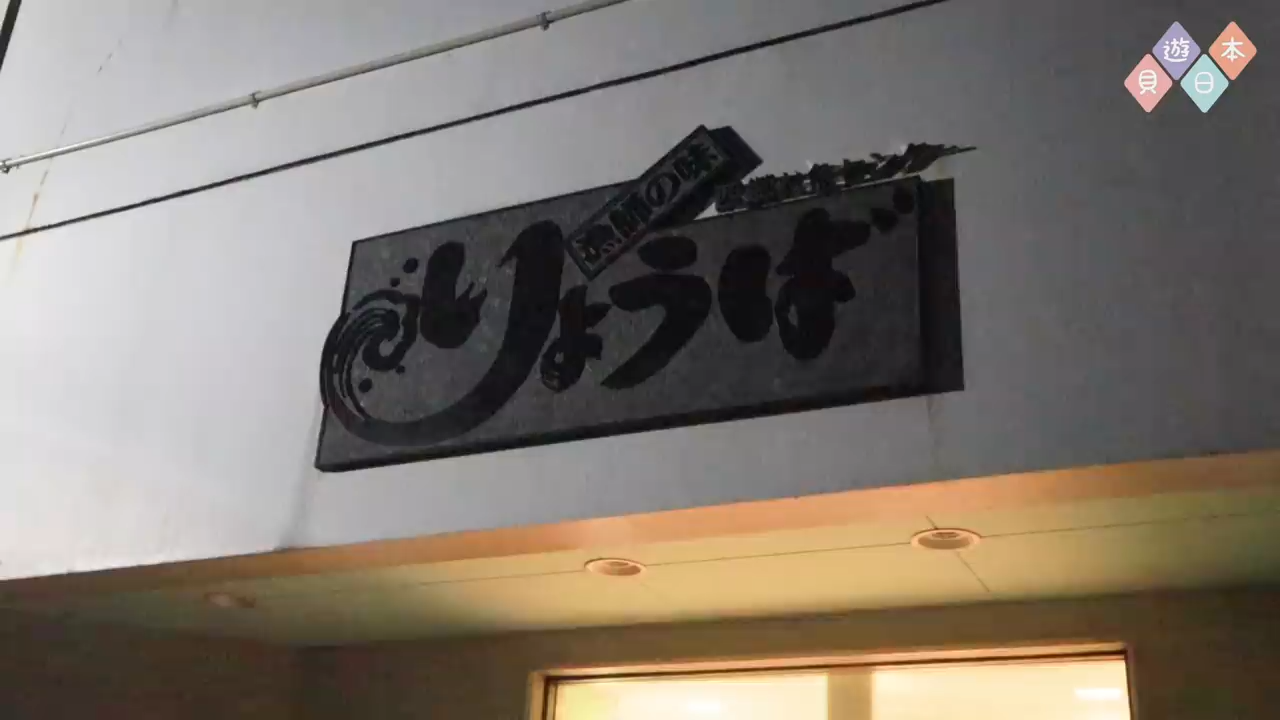 漁師の味
りょうば
遊 本
貝 日